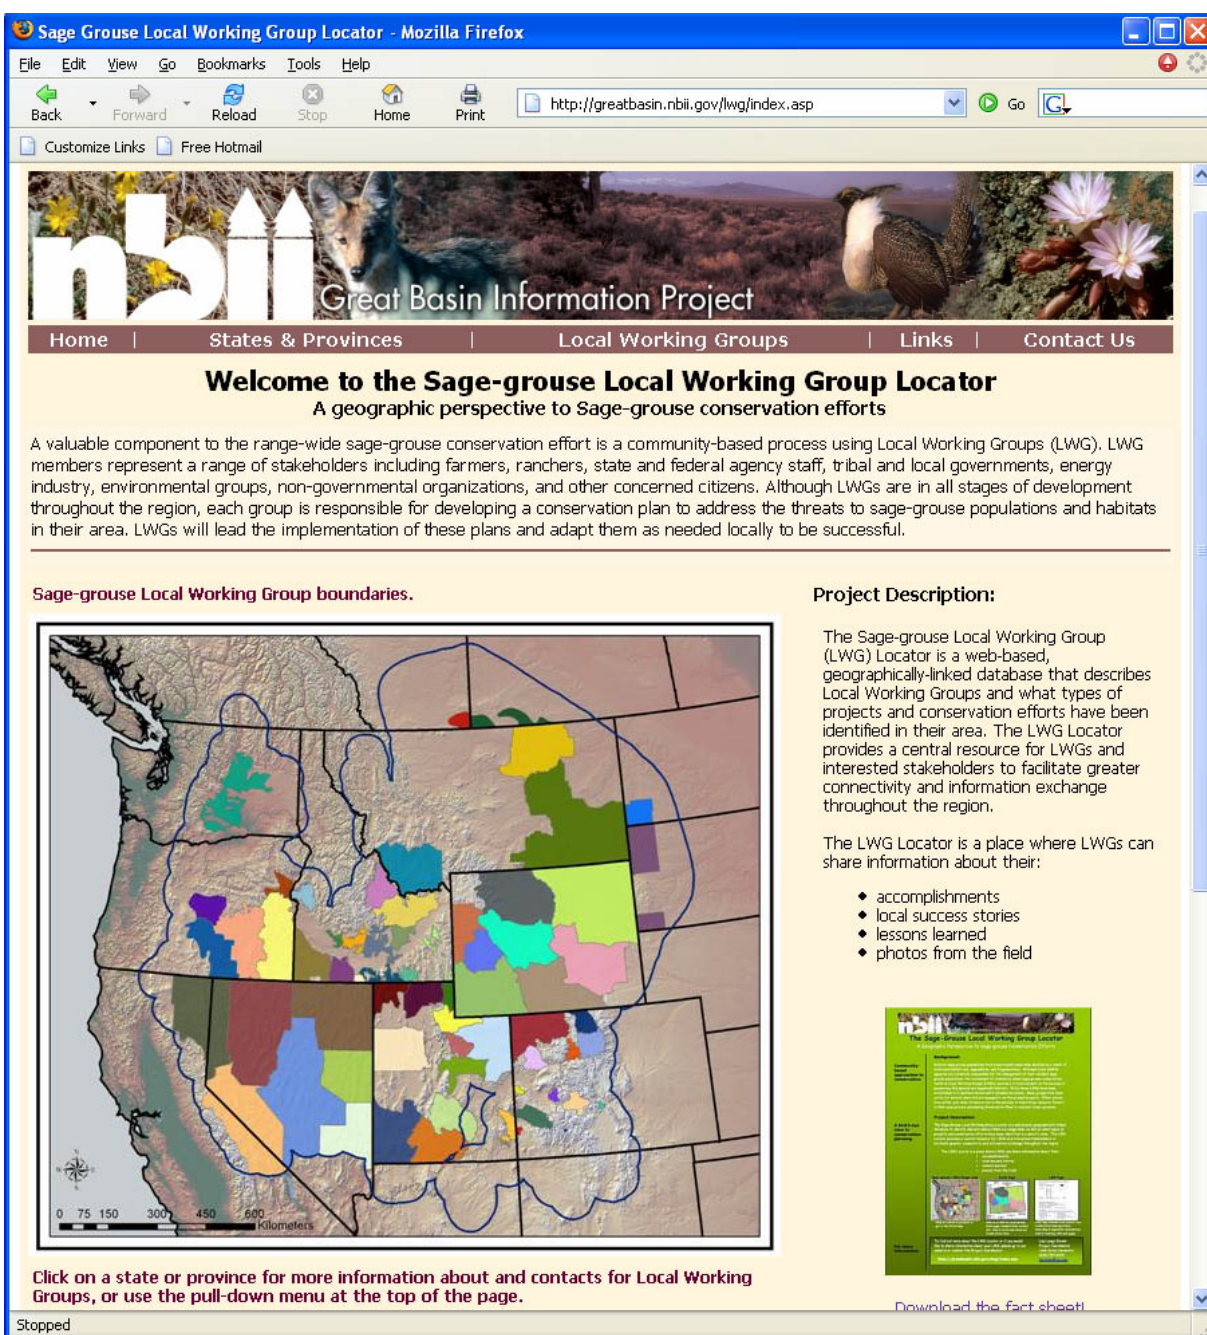 Sage Grouse Local Working Group Locator - Mozilla Firefox
File Edit View Go Bookmarks Tools Help
Back Forward Reload Stop Home Print http://greatbasin.nbii.gov/lwg/index.asp Go G
Customize Links Free Hotmail
nbii
Great Basin Information Project
Home | States & Provinces | Local Working Groups | Links | Contact Us
Welcome to the Sage-grouse Local Working Group Locator
A geographic perspective to Sage-grouse conservation efforts
A valuable component to the range-wide sage-grouse conservation effort is a community-based process using Local Working Groups (LWG). LWG
members represent a range of stakeholders including farmers, ranchers, state and federal agency staff, tribal and local governments, energy
industry, environmental groups, non-governmental organizations, and other concerned citizens. Although LWGs are in all stages of development
throughout the region, each group is responsible for developing a conservation plan to address the threats to sage-grouse populations and habitats
in their area. LWGs will lead the implementation of these plans and adapt them as needed locally to be successful.
Sage-grouse Local Working Group boundaries.
N
W E
S
0 75 150 300 450 600
Kilometers
Click on a state or province for more information about and contacts for Local Working
Groups, or use the pull-down menu at the top of the page.
Project Description:
The Sage-grouse Local Working Group
(LWG) Locator is a web-based,
geographically-linked database that describes
Local Working Groups and what types of
projects and conservation efforts have been
identified in their area. The LWG Locator
provides a central resource for LWGs and
interested stakeholders to facilitate greater
connectivity and information exchange
throughout the region.
The LWG Locator is a place where LWGs can
share information about their:
accomplishments
local success stories
lessons learned
photos from the field
nbii
The Sage-Grouse Local Working Group Locator
Download the fact sheet!
Stopped